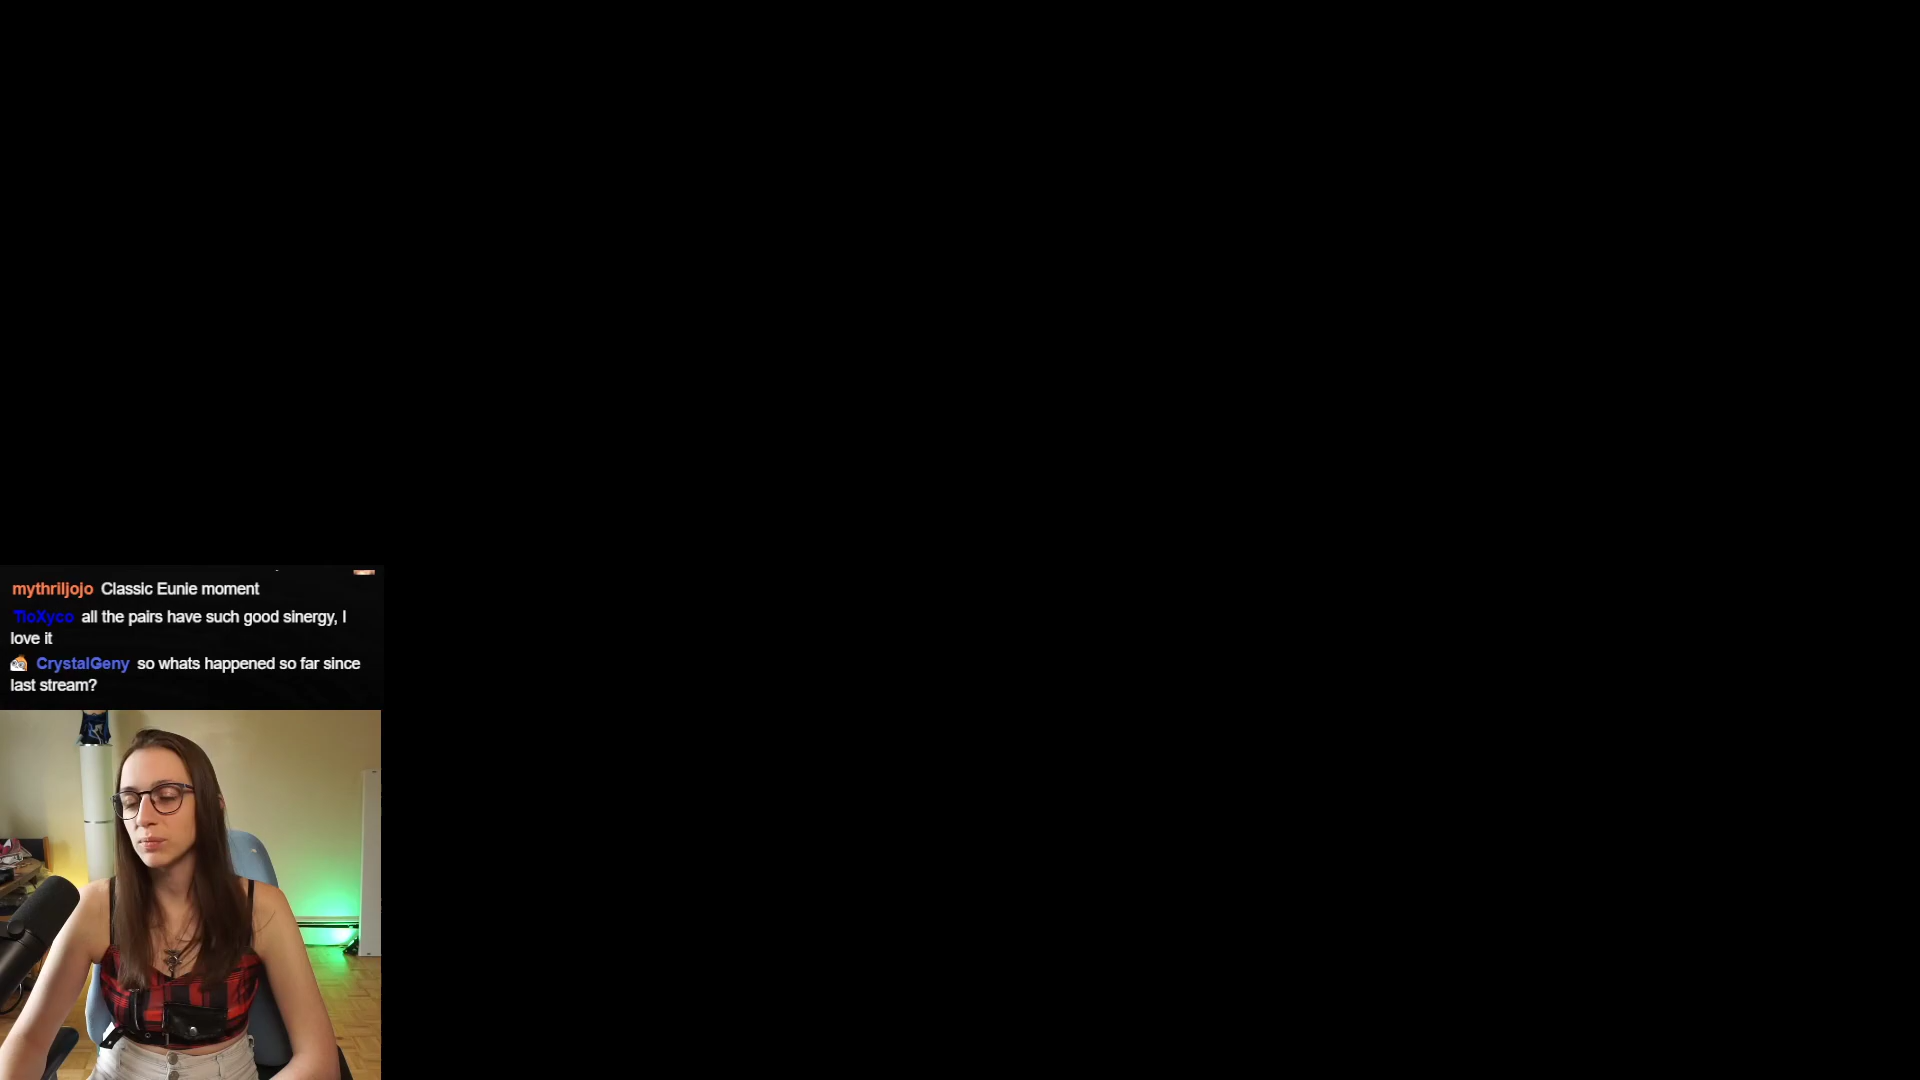 mythriljojo Classic Eunie moment
TioXyco all the pairs have such good sinergy, I
love it
CrystalGeny so whats happened so far since
last stream?